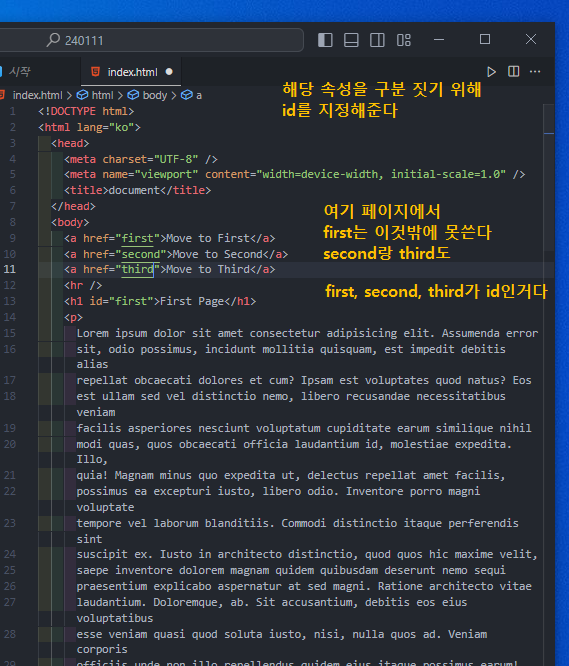 240111
시작
index.html
index.html > html > body > a
해당 속성을 구분 짓기 위해
id를 지정해준다
1 <!DOCTYPE html>
2 <html lang="ko">
3 <head>
4 <meta charset="UTF-8" />
5 <meta name="viewport" content="width=device-width, initial-scale=1.0" />
6 <title>document</title>
7 </head>
8 <body>
여기 페이지에서
9 <a href="first">Move to First</a>
first는 이것밖에 못쓴다
10 <a href="second">Move to Second</a>
second랑 third도
11 <a href="third">Move to Third</a>
12 <hr />
first, second, third가 id인거다
13 <h1 id="first">First Page</h1>
14 <p>
15 Lorem ipsum dolor sit amet consectetur adipisicing elit. Assumenda error
16 sit, odio possimus, incidunt mollitia quisquam, est impedit debitis
alias
17 repellat obcaecati dolores et cum? Ipsam est voluptates quod natus? Eos
18 est ullam sed vel distinctio nemo, libero recusandae necessitatibus
veniam
19 facilis asperiores nesciunt voluptatum cupiditate earum similique nihil
20 modi quas, quos obcaecati officia laudantium id, molestiae expedita.
Illo,
21 quia! Magnam minus quo expedita ut, delectus repellat amet facilis,
22 possimus ea excepturi iusto, libero odio. Inventore porro magni
voluptate
23 tempore vel laborum blanditiis. Commodi distinctio itaque perferendis
sint
24 suscipit ex. Iusto in architecto distinctio, quod quos hic maxime velit,
25 saepe inventore dolorem magnam quidem quibusdam deserunt nemo sequi
26 praesentium explicabo aspernatur at sed magni. Ratione architecto vitae
27 laudantium. Doloremque, ab. Sit accusantium, debitis eos eius
voluptatibus
28 esse veniam quasi quod soluta iusto, nisi, nulla quos ad. Veniam
corporis
officiis unde non illo repellendus quidem eius itaque possimus earum!